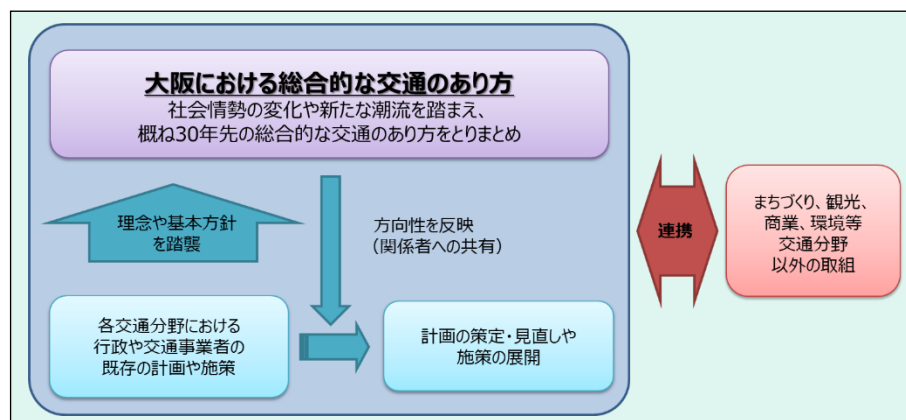 大阪における総合的な交通のあり方
社会情勢の変化や新たな潮流を踏まえ、
概ね30年先の総合的な交通のあり方をとりまとめ
理念や基本方針
を踏襲
方向性を反映
（関係者への共有）
連携
まちづくり、観光、
商業、環境等
交通分野
以外の取組
各交通分野における
行政や交通事業者の
既存の計画や施策
計画の策定・見直しや
施策の展開